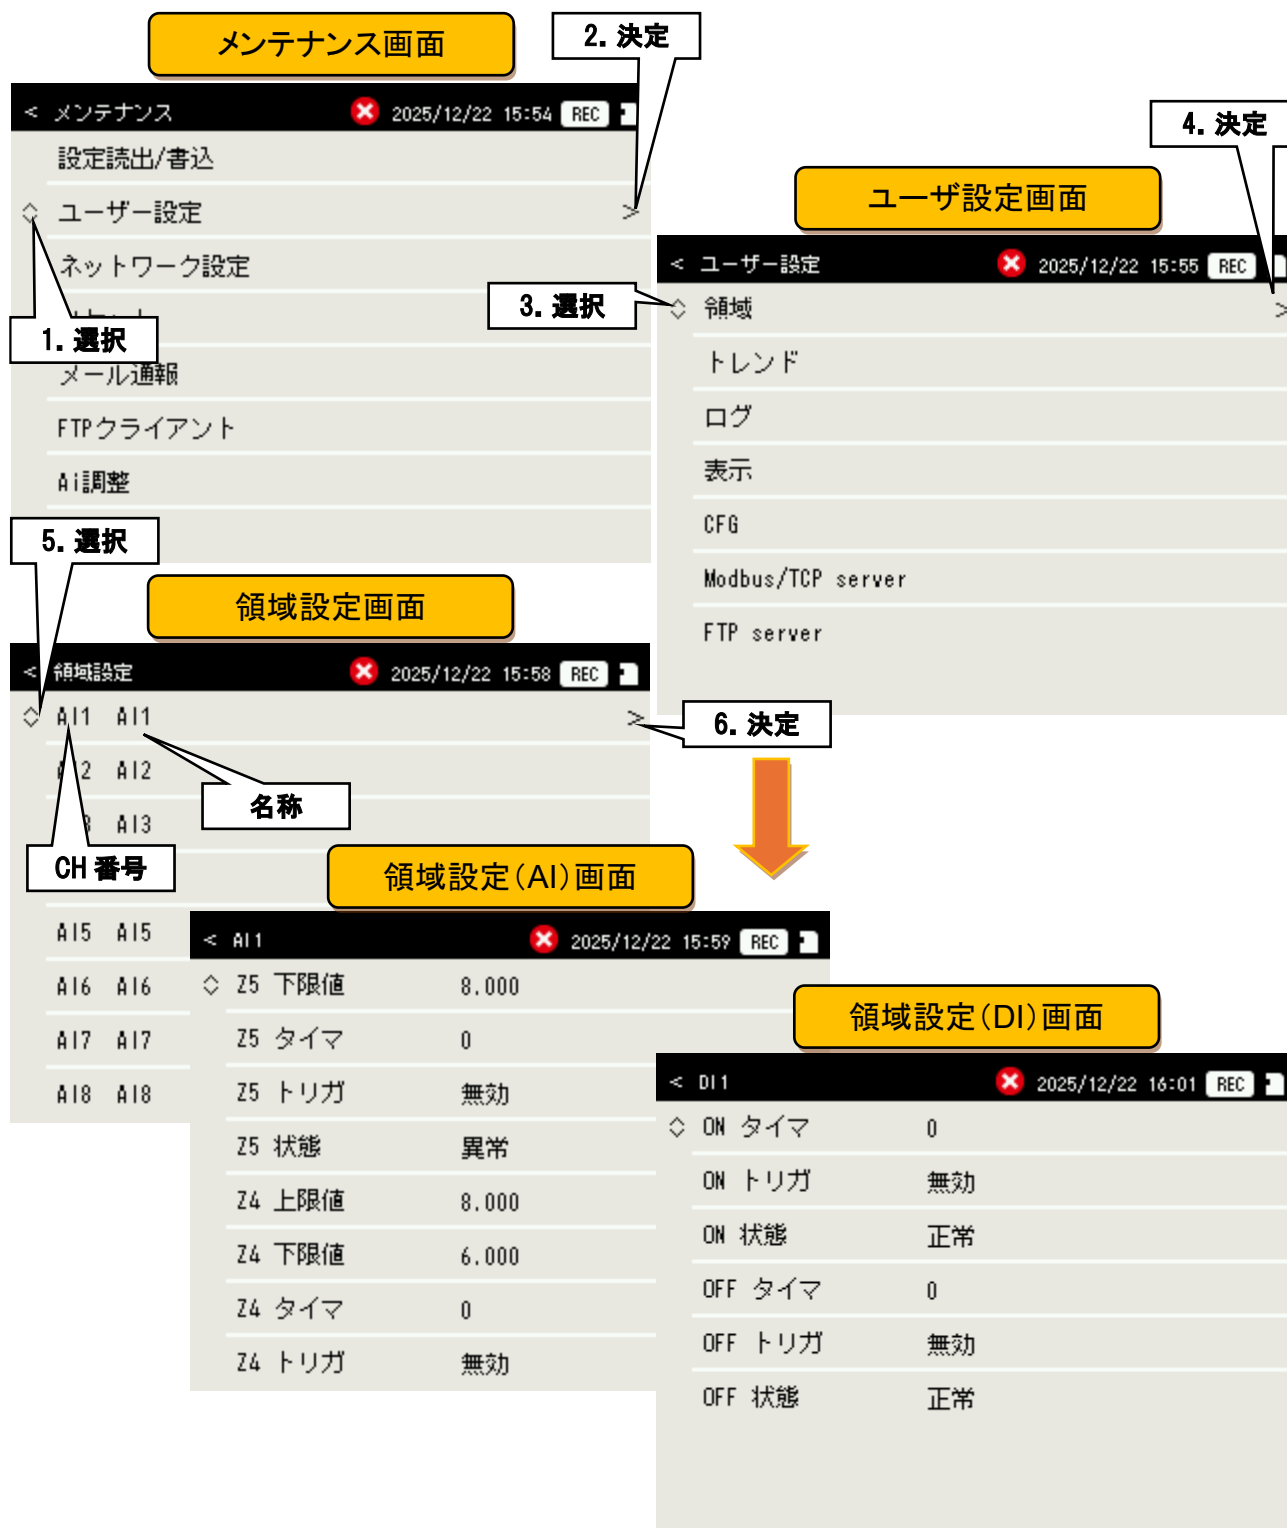 メンテナンス画面
2. 決定
< メンテナンス 2025/12/22 15:54 REC
設定読出/書込
ユーザー設定 >
ネットワーク設定
1. 選択
メール通報
FTPクライアント
Ai調整
4. 決定
ユーザ設定画面
< ユーザー設定 2025/12/22 15:55 REC
3. 選択
領域 >
トレンド
ログ
表示
CFG
Modbus/TCP server
FTP server
5. 選択
領域設定画面
< 領域設定 2025/12/22 15:58 REC
AI1 AI1 >
6. 決定
2 AI2
名称
AI3
CH 番号
AI5 AI5
AI6 AI6
AI7 AI7
AI8 AI8
領域設定(AI)画面
< AI1 2025/12/22 15:59 REC
Z5 下限値 8.000
Z5 タイマ 0
Z5 トリガ 無効
Z5 状態 異常
Z4 上限値 8.000
Z4 下限値 6.000
Z4 タイマ 0
Z4 トリガ 無効
領域設定(DI)画面
< DI1 2025/12/22 16:01 REC
ON タイマ 0
ON トリガ 無効
ON 状態 正常
OFF タイマ 0
OFF トリガ 無効
OFF 状態 正常